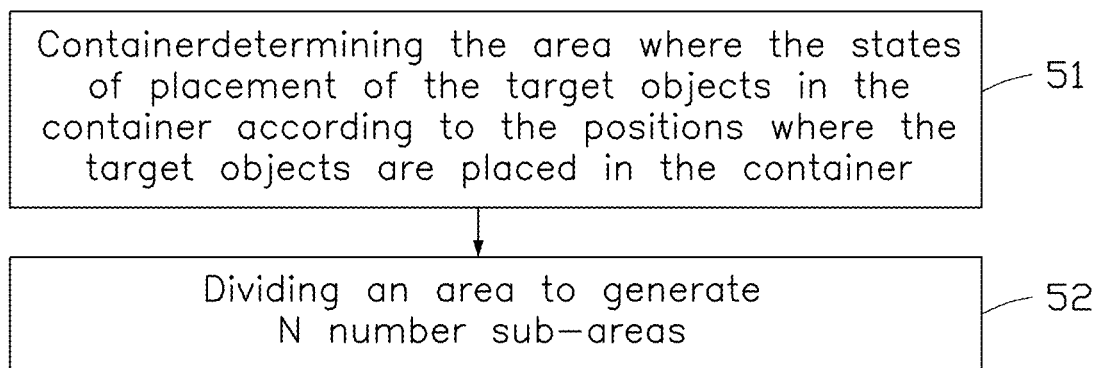 Containerdetermining the area where the states
of placement of the target objects in the
container according to the positions where the
target objects are placed in the container
51
Dividing an area to generate
N number sub-areas
52